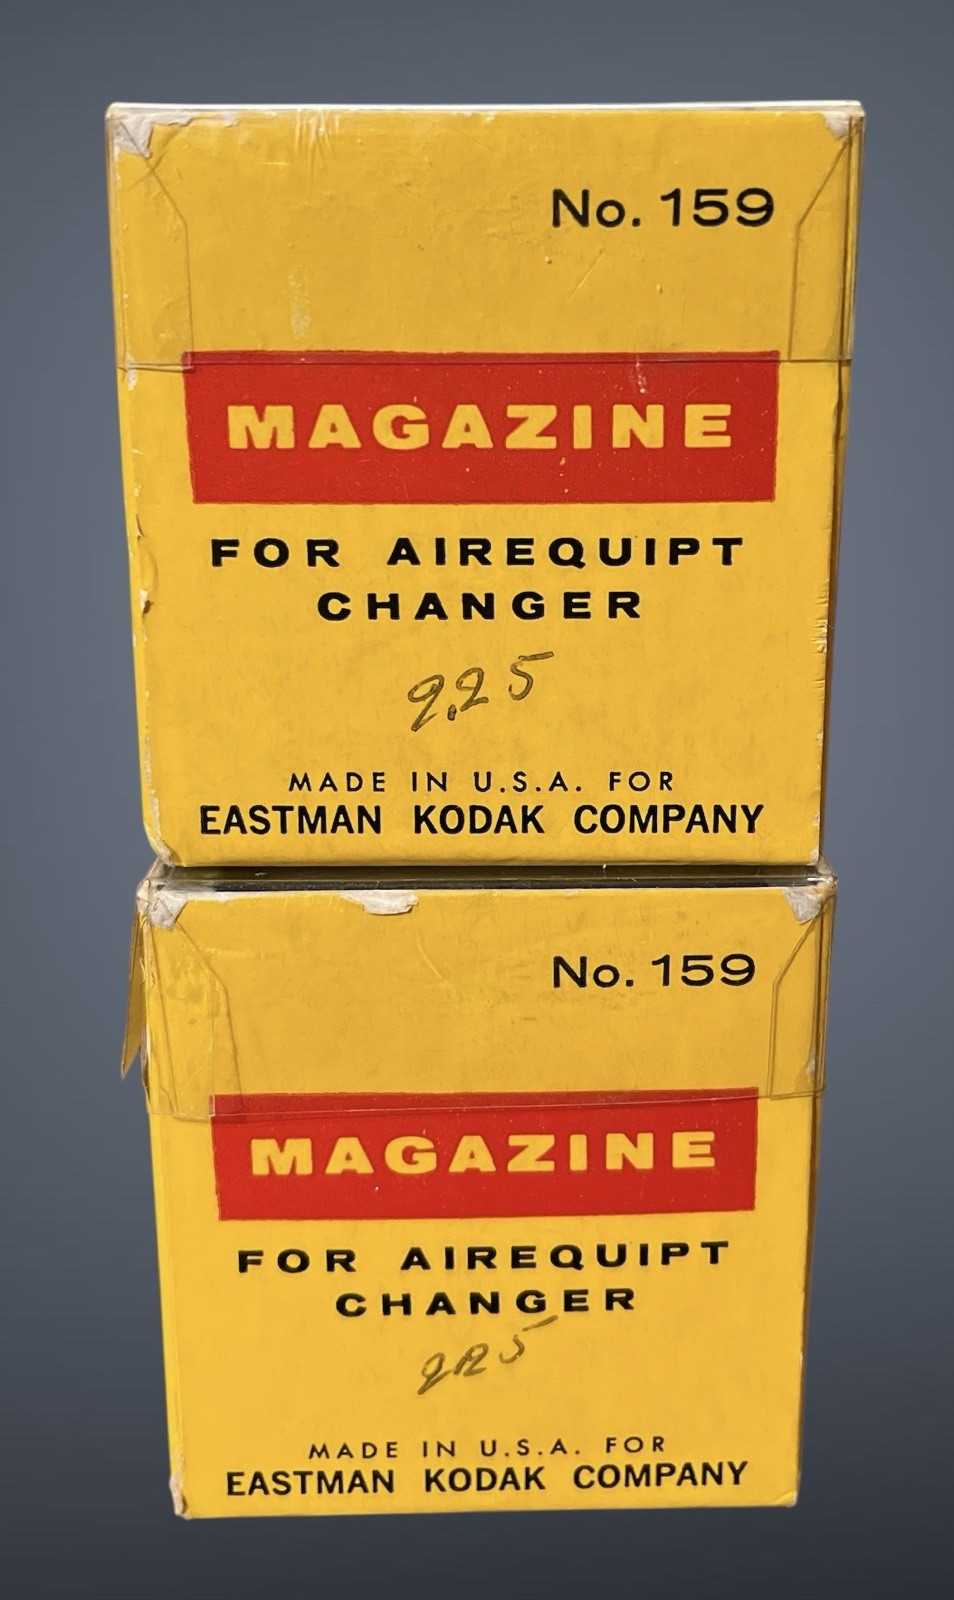 No. 159
MAGAZINE
FOR AIREQUIPT
CHANGER
2.25
MADE IN U.S.A. FOR
EASTMAN KODAK COMPANY
No. 159
MAGAZINE
FOR AIREQUIPT
CHANGER
225
MADE IN U.S.A. FOR
EASTMAN KODAK COMPANY